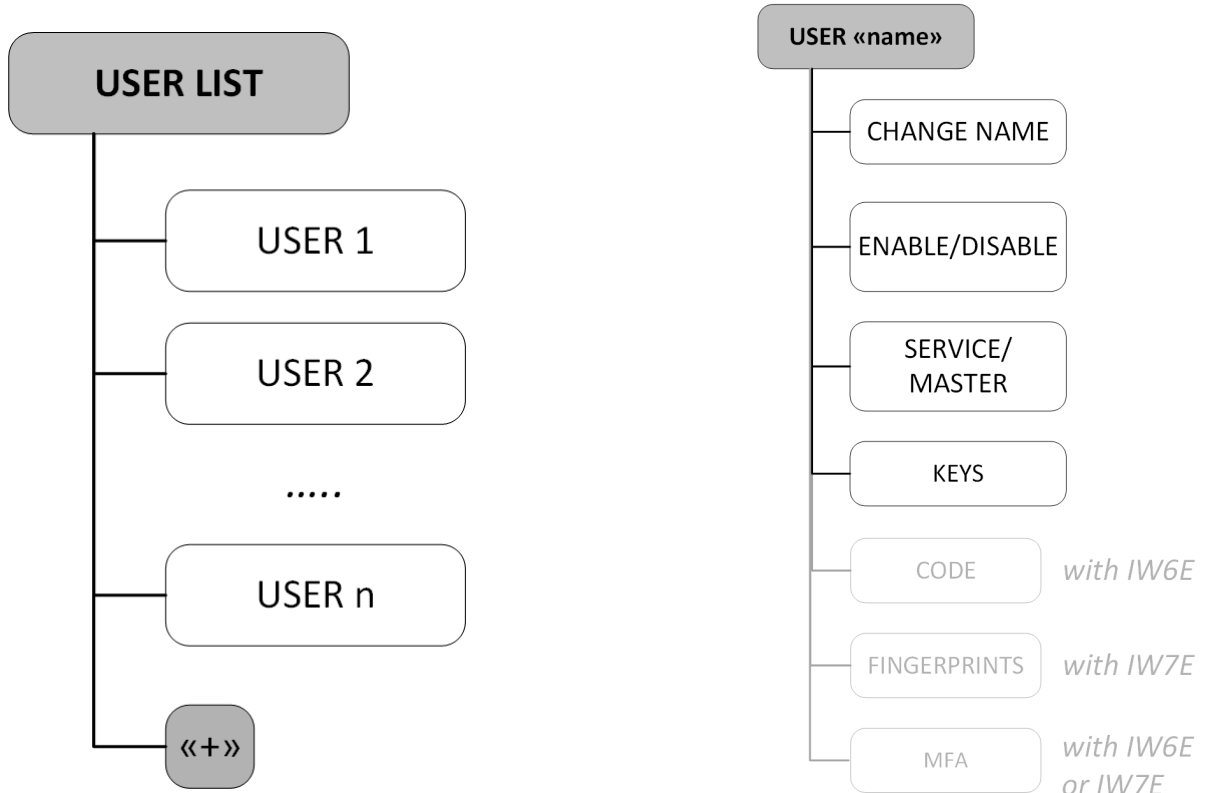 USER LIST
USER 1
USER 2
.....
USER n
«+»
USER «name»
CHANGE NAME
ENABLE/DISABLE
SERVICE/
MASTER
KEYS
CODE
with IW6E
FINGERPRINTS
with IW7E
MFA
with IW6E
or IW7E